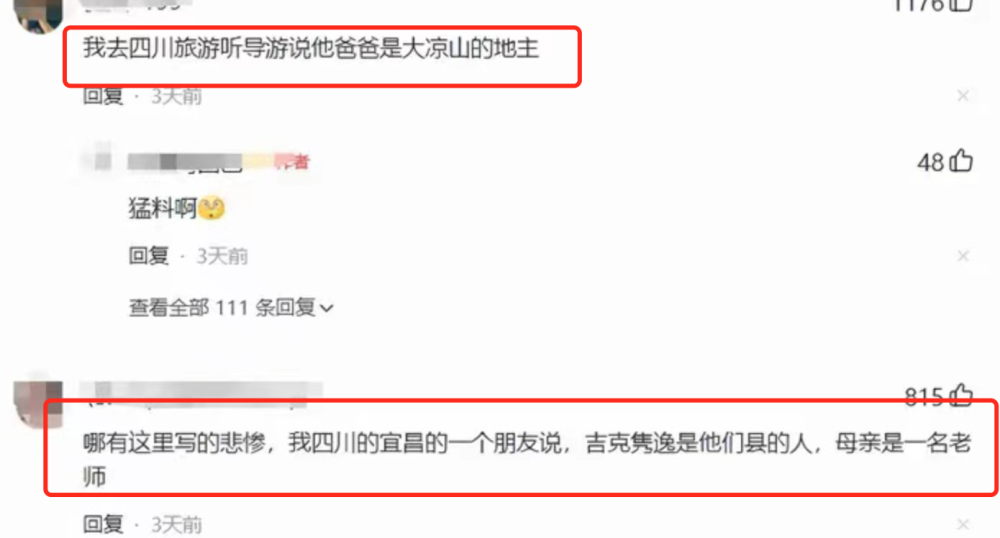 1176
我去四川旅游听导游说他爸爸是大凉山的地主
回复 · 3天前
48
猛料啊
回复 · 3天前
查看全部 111 条回复
815
哪有这里写的悲惨，我四川的宜昌的一个朋友说，吉克隽逸是他们县的人，母亲是一名老
师
回复 · 3天前